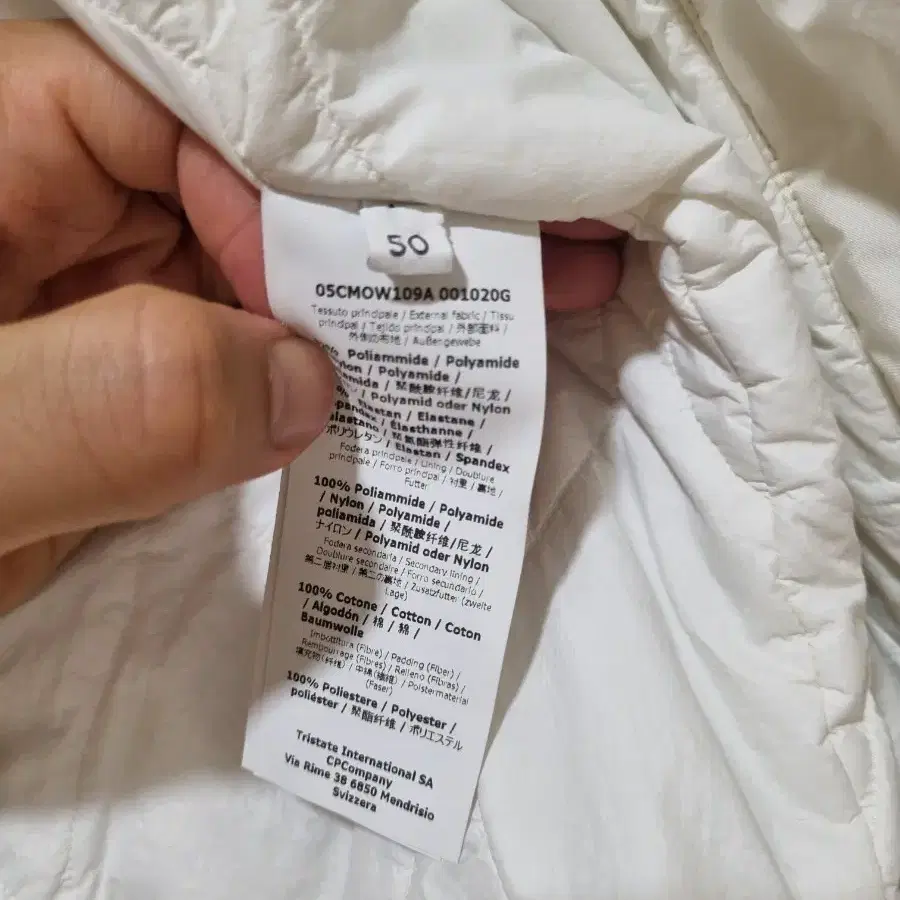 50
05CMOW109A 001020G
Tessuto principale / External fabric / Tissu
principal / Tejido principal / 外部面料 /
外側の布地 / Außengewebe
Poliammide / Polyamide
/ Polyamide /
/ 聚酰胺纤维/尼龙 /
/ Polyamid oder Nylon
Elastan / Elastane /
/ Élasthanne /
/ 聚氨酯弹性纤维 /
ポリウレタン / Elastan / Spandex
Fodera principale / Lining / Doublure
principale / Forro principal / 衬里 / 裏地 /
Futter
100% Poliammide / Polyamide
/ Nylon / Polyamide /
poliamida / 聚酰胺纤维/尼龙 /
ナイロン / Polyamid oder Nylon
Fodera secondaria / Secondary lining /
Doublure secondaire / Forro secundario /
第二层衬里 / 第二の裏地 / Zusatzfutter (zweite
Lage)
100% Cotone / Cotton / Coton
/ Algodón / 棉 / 綿 /
Baumwolle
Imbottitura (Fibre) / Padding (Fiber) /
Rembourrage (Fibres) / Relleno (Fibras) /
填充物(纤维) / 中綿(繊維) / Polstermaterial
(Faser)
100% Poliestere / Polyester /
poliéster / 聚酯纤维 / ポリエステル
Tristate International SA
CPCompany
Via Rime 38 6850 Mendrisio
Svizzera